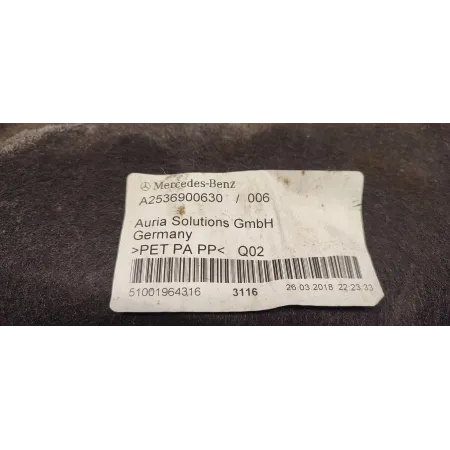 Mercedes-Benz
A2536900630 / 006
Auria Solutions GmbH
Germany
>PET PA PP< Q02
51001964316 3116 26.03.2018 22:23:33